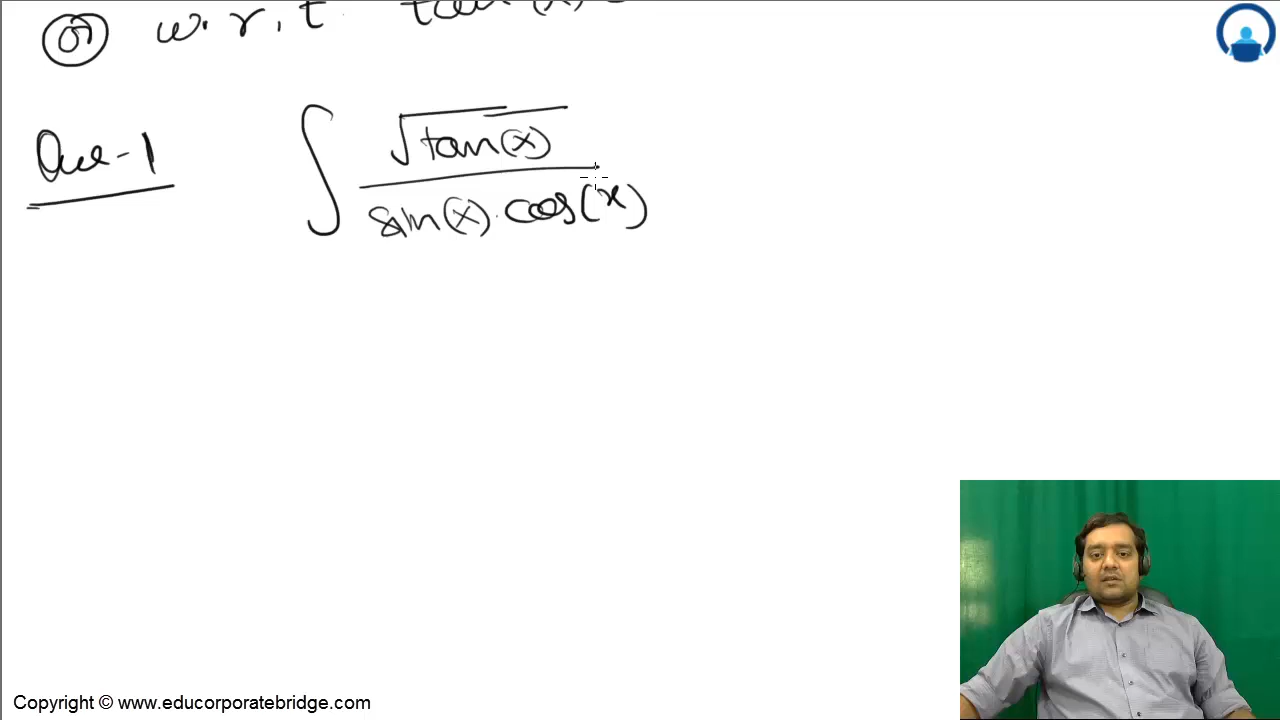 w.r.t.
Que-1 ∫ √tan(x) / sin(x).cos(x)
Copyright © www.educorporatebridge.com